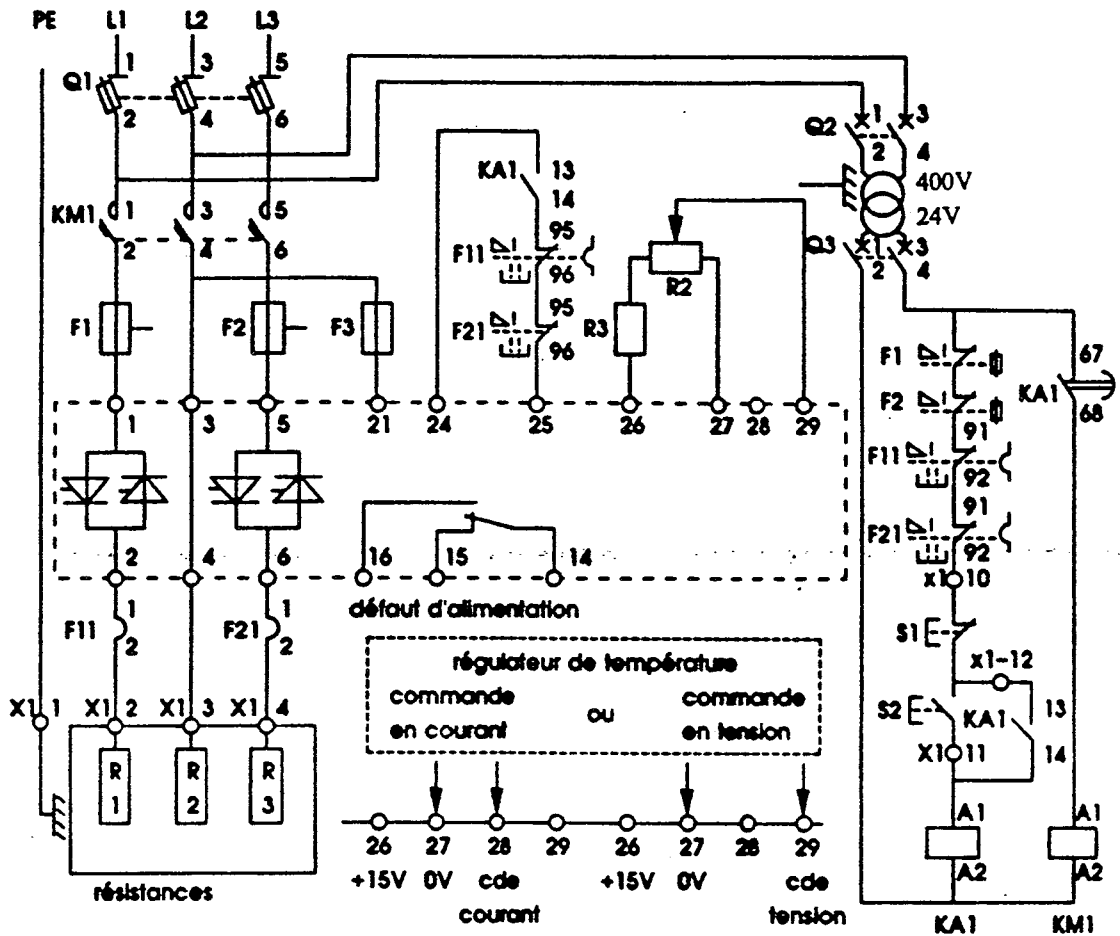 PE L1 L2 L3
1 3 5
Q1
2 4 6
1 3
Q2
2 4
KA1 13
14
400V
24V
KM1 1 3 5
2 4 6
95
F11
96
R2
Q3 1 3
2 4
F1 F2 F3
F21 95
96
R3
F1
67
KA1
68
F2
1 3 5 21 24 25 26 27 28 29
91
F11
92
91
F21
92
2 4 6 16 15 14
x1 10
défaut d'alimentation
F11 1
2
F21 1
2
S1
régulateur de température
commande
en courant
ou
commande
en tension
x1-12
S2
KA1 13
14
X1 11
X1 1 X1 2 X1 3 X1 4
R
1
R
2
R
3
26 27 28 29 26 27 28 29
+15V 0V cde
courant
+15V 0V cde
tension
résistances
A1 A1
A2 A2
KA1 KM1